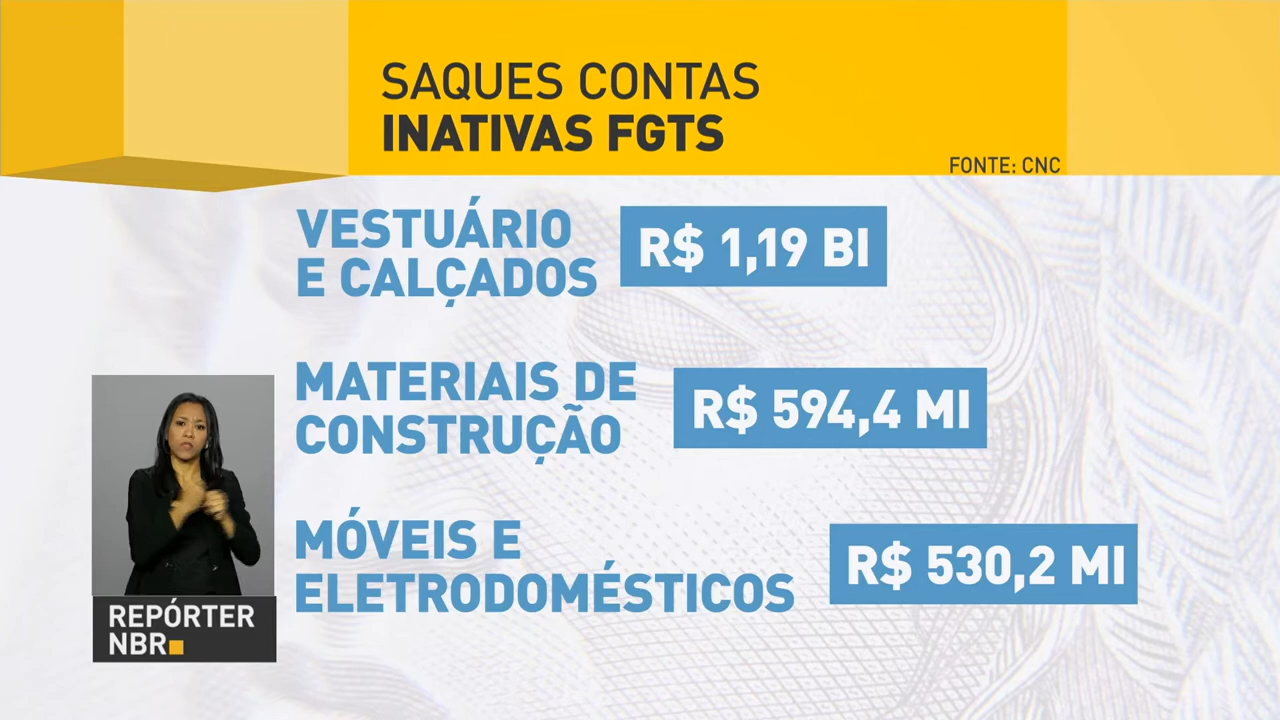 SAQUES CONTAS
INATIVAS FGTS
FONTE: CNC
VESTUÁRIO
E CALÇADOS
R$ 1,19 BI
MATERIAIS DE
CONSTRUÇÃO
R$ 594,4 MI
MÓVEIS E
ELETRODOMÉSTICOS
R$ 530,2 MI
REPÓRTER
NBR